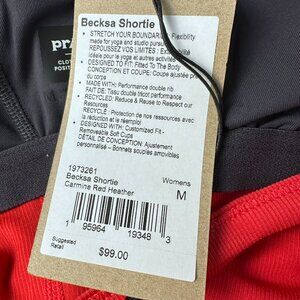 Becksa Shortie
• STRETCH YOUR BOUNDARIES: Flexibility
made for yoga and studio pursuits
REPOUSSEZ VOS LIMITES :
idéale pour le yoga et autres activités
• DESIGNED TO FIT: Fitted To The Body
CONCEPTION ET COUPE: Coupe ajustée près
du corps
• MADE WITH: Performance double rib
FAIT DE: Tissu double tricot performance
• RECYCLED: Reduce & Reuse to Respect our
Resources
RECYCLÉ : Protection de nos ressources avec
la réduction et le réemploi
• DESIGNED WITH: Customized Fit -
Removable Soft Cups
DÉTAIL DE CONCEPTION: Ajustement
personnalisé – Bonnets souples amovibles
1973261
Becksa Shortie
Carmine Red Heather
Womens
M
1 95964 19348 3
Suggested
Retail
$99.00